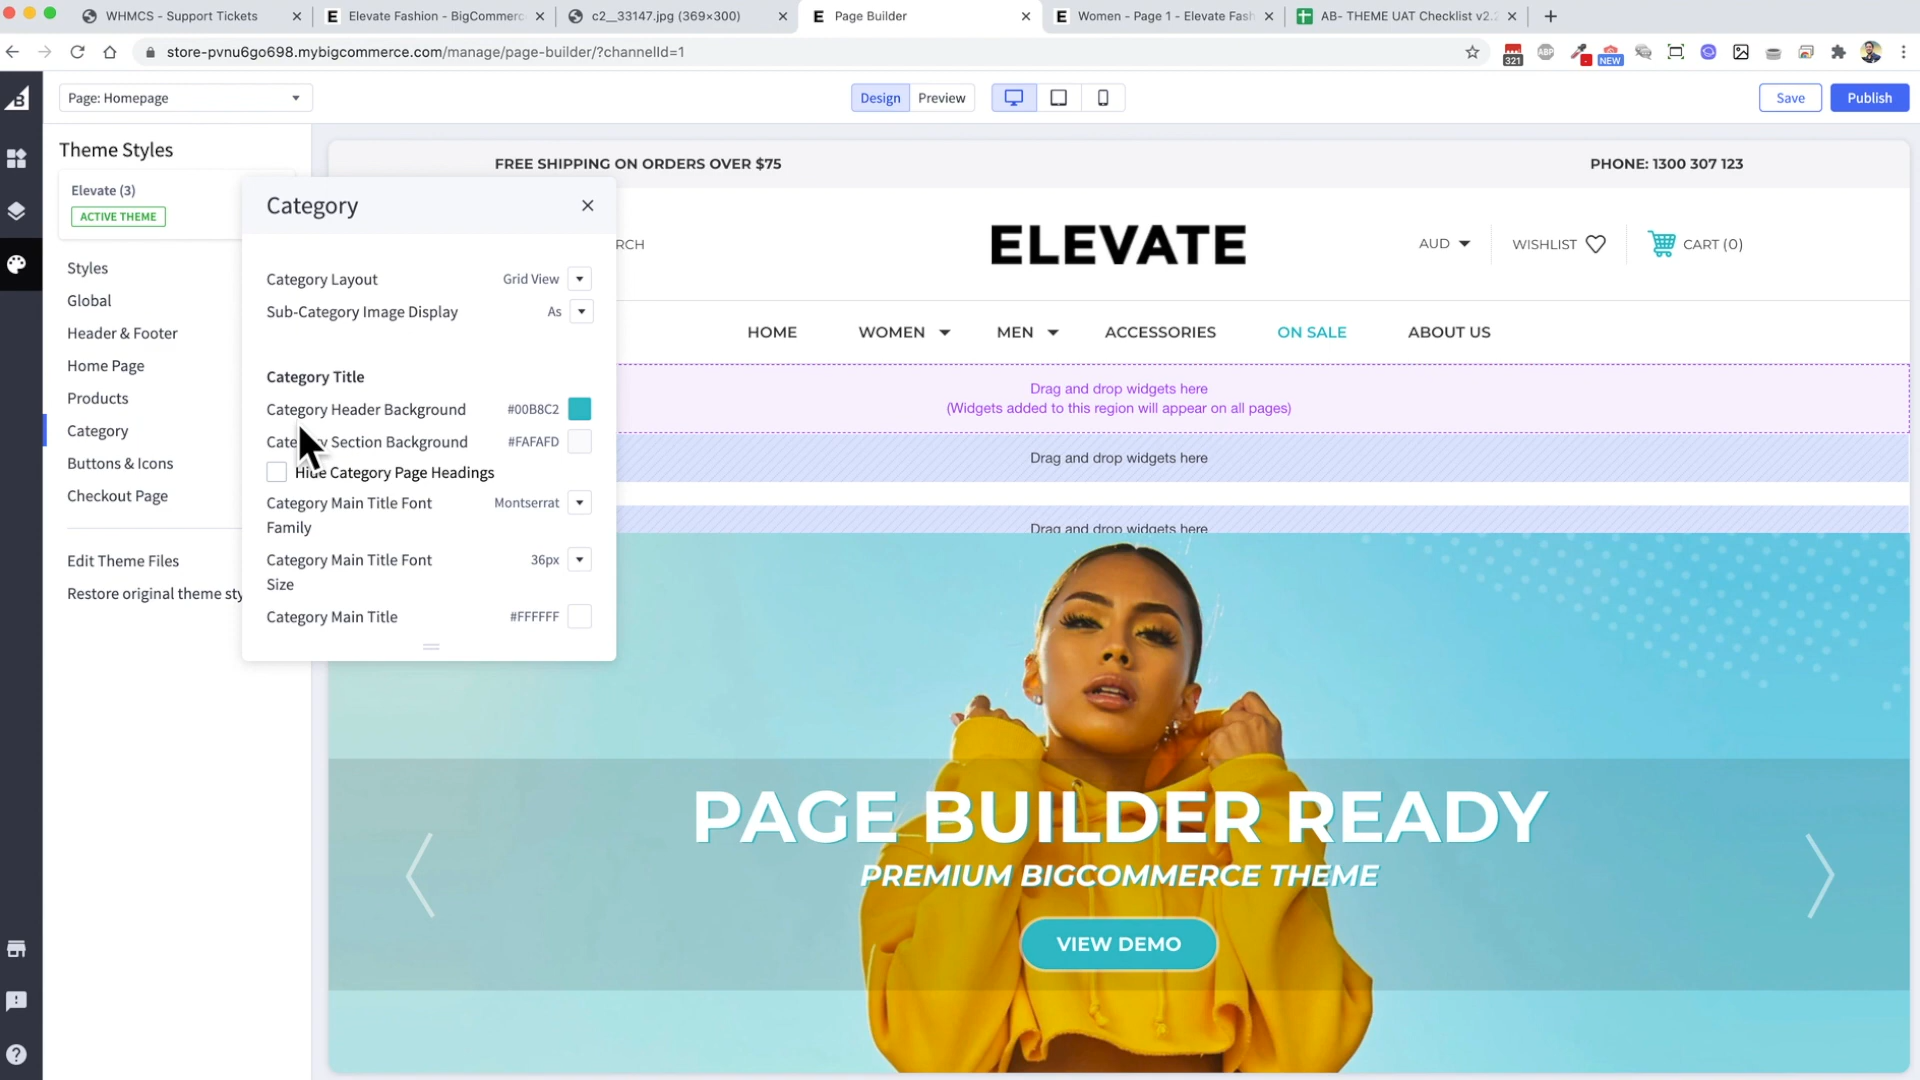 WHMCS - Support Tickets
Elevate Fashion - BigCommerc
c2__33147.jpg (369×300)
Page Builder
Women - Page 1 - Elevate Fash
AB- THEME UAT Checklist v2.
store-pvnu6go698.mybigcommerce.com/manage/page-builder/?channelId=1
321
ABP
NEW
Page: Homepage
Design
Preview
Save
Publish
Theme Styles
Elevate (3)
ACTIVE THEME
Styles
Global
Header & Footer
Home Page
Products
Category
Buttons & Icons
Checkout Page
Edit Theme Files
Restore original theme sty
Category
Category Layout
Grid View
Sub-Category Image Display
As
Category Title
Category Header Background
#00B8C2
Category Section Background
#FAFAFD
Hide Category Page Headings
Category Main Title Font
Family
Montserrat
Category Main Title Font
Size
36px
Category Main Title
#FFFFFF
FREE SHIPPING ON ORDERS OVER $75
PHONE: 1300 307 123
RCH
ELEVATE
AUD
WISHLIST
CART (0)
HOME
WOMEN
MEN
ACCESSORIES
ON SALE
ABOUT US
Drag and drop widgets here
(Widgets added to this region will appear on all pages)
Drag and drop widgets here
Drag and drop widgets here
PAGE BUILDER READY
PREMIUM BIGCOMMERCE THEME
VIEW DEMO